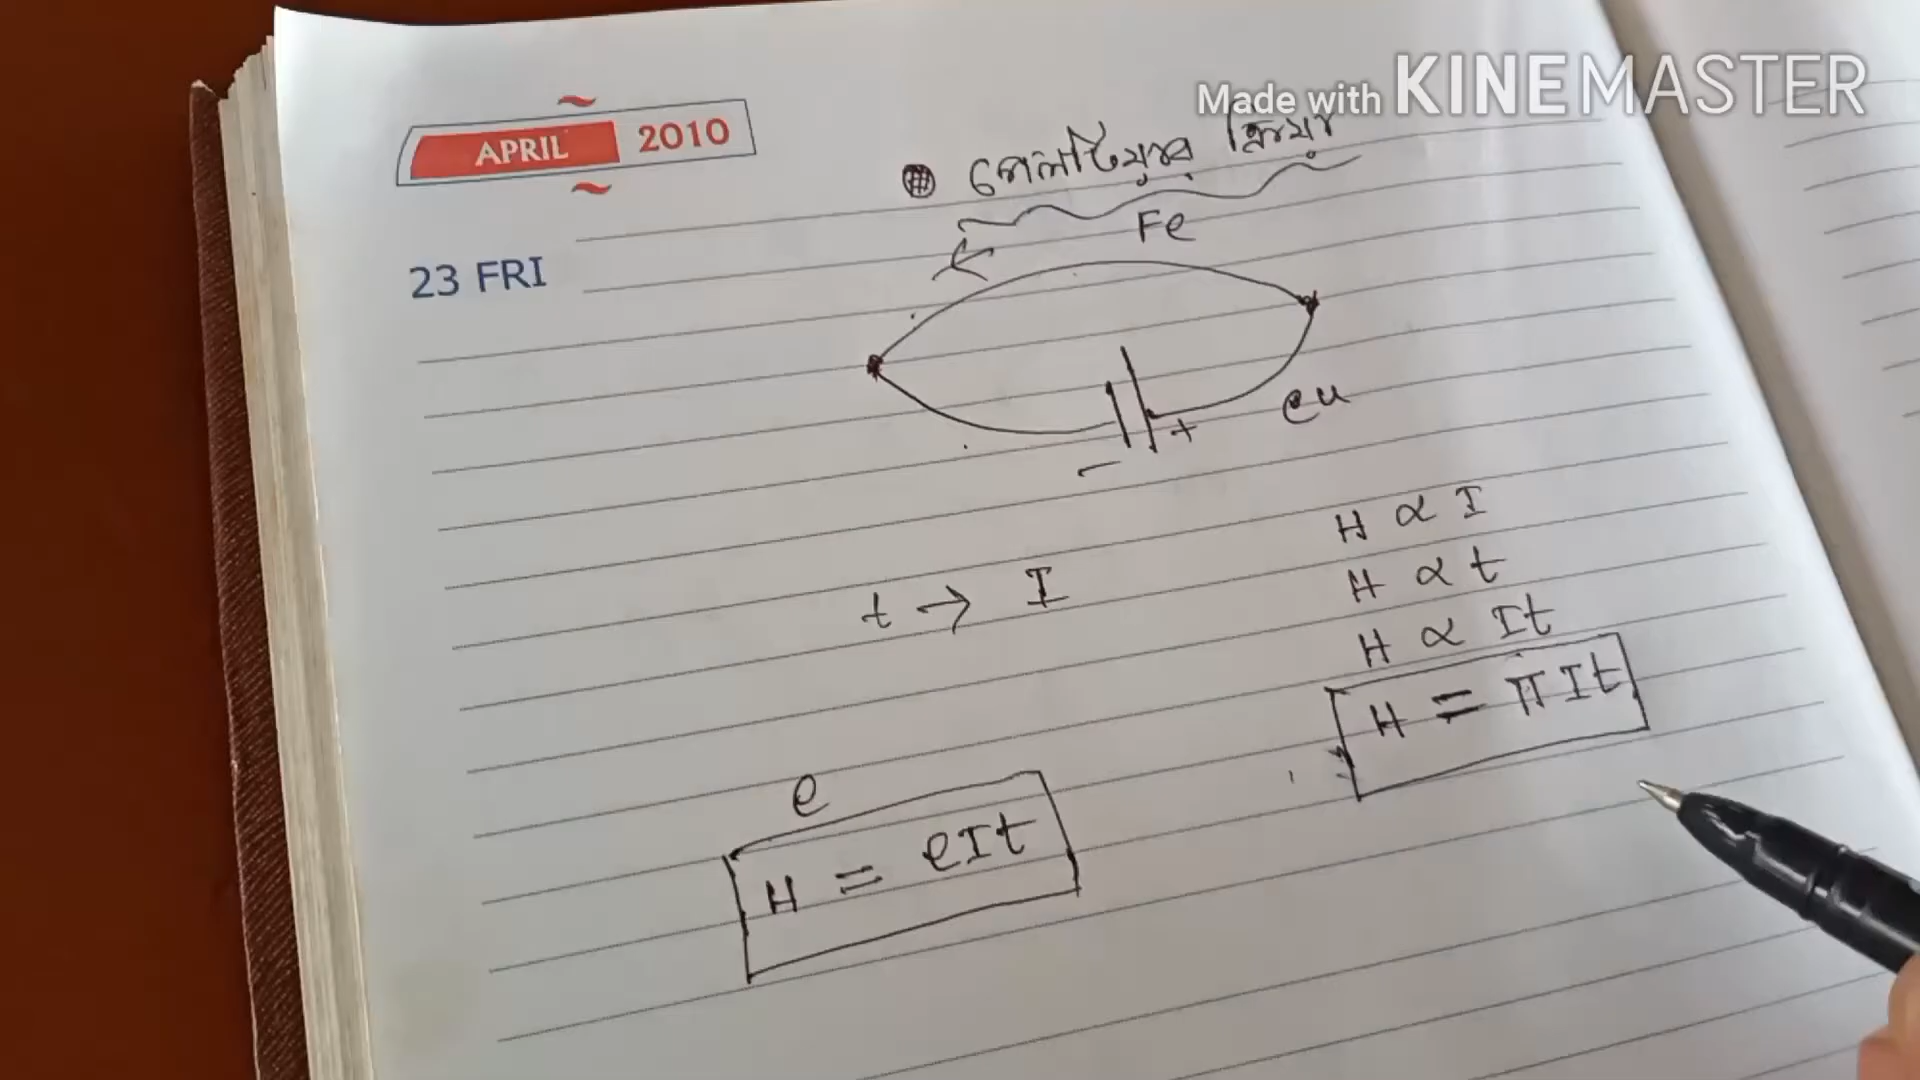 Made with KINEMASTER
APRIL 2010
পেলটিয়ার ক্রিয়া
23 FRI
Fe
Cu
+
−
H ∝ I
H ∝ t
t → I
H ∝ It
H = πIt
e
H = eIt